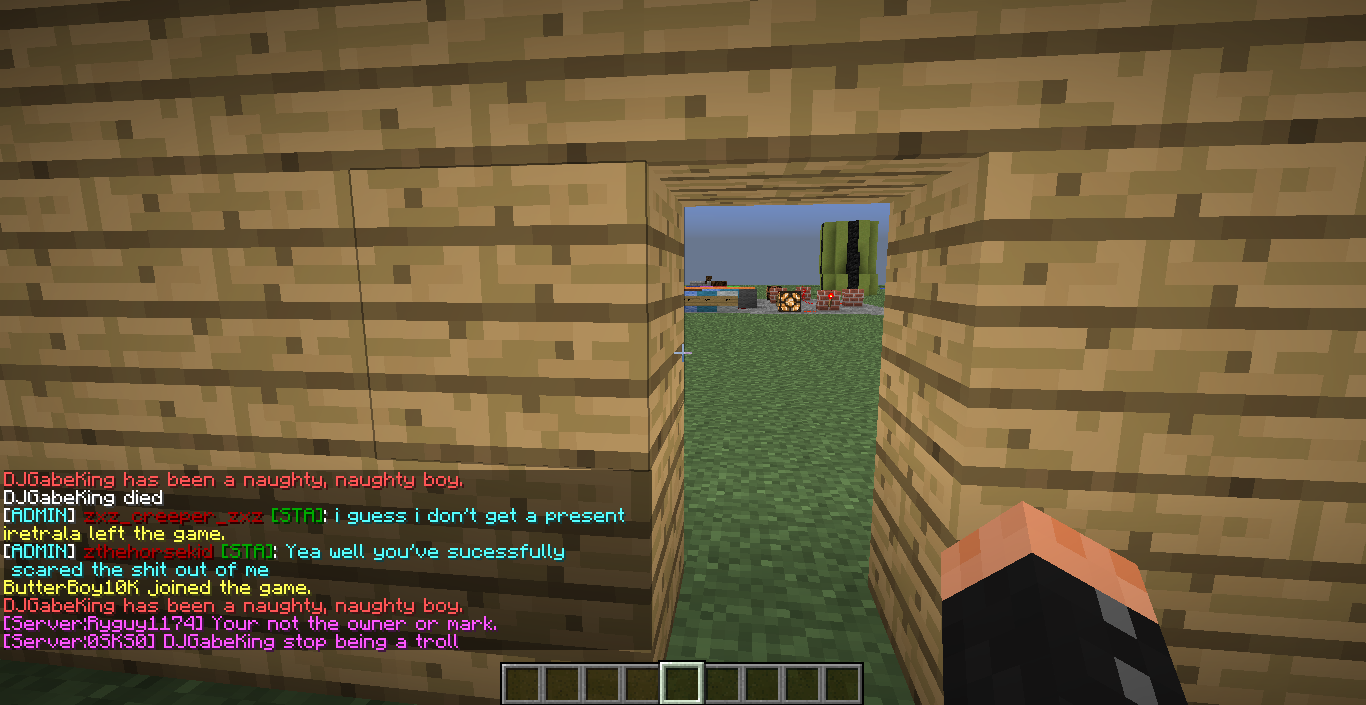 DJGabeKing has been a naughty, naughty boy.
DJGabeKing died
[ADMIN] zxz_creeper_zxz [STA]: i guess i don't get a present
iretrala left the game.
[ADMIN] zthehorsekid [STA]: Yea well you've sucessfully
scared the shit out of me
ButterBoy10K joined the game.
DJGabeKing has been a naughty, naughty boy.
[Server:Ryguy1174] Your not the owner or mark.
[Server:0SKS0] DJGabeKing stop being a troll